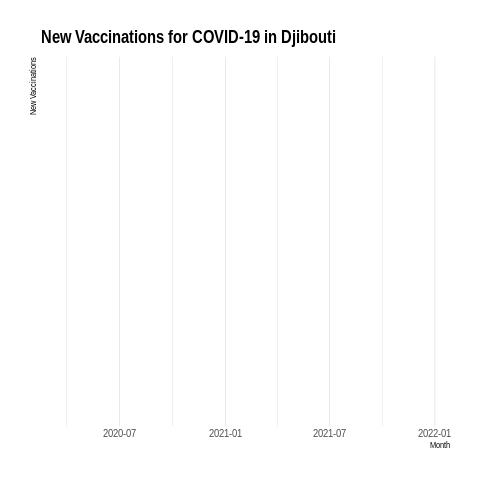 New Vaccinations for COVID-19 in Djibouti
New Vaccinations
2020-07 2021-01 2021-07 2022-01
Month